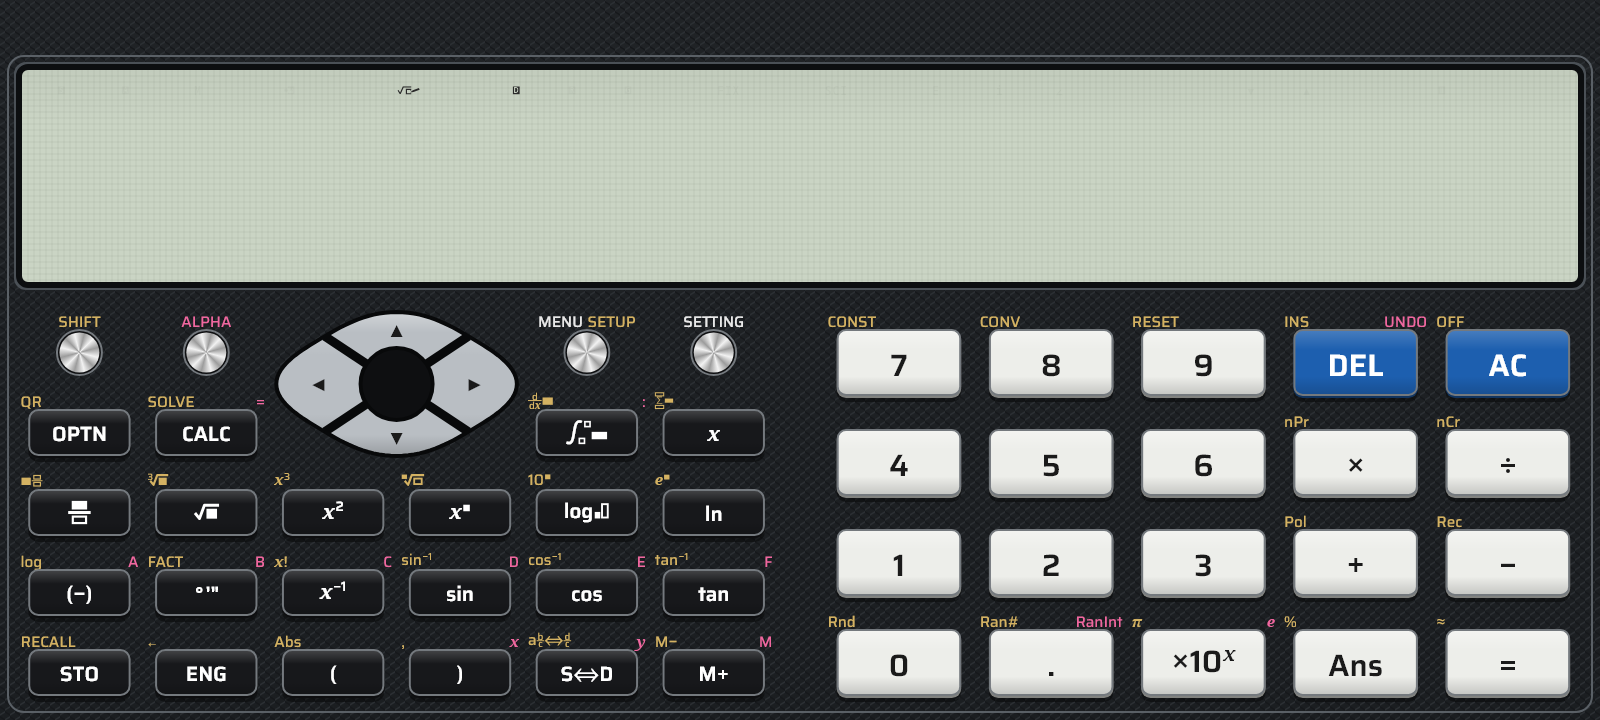 √▭⁄ D
SHIFT ALPHA MENU SETUP SETTING CONST CONV RESET INS UNDO OFF
7 8 9 DEL AC
QR SOLVE = d/dx■ : Σ■
OPTN CALC ∫■ x nPr nCr
4 5 6 × ÷
■▭/▭ ³√▭ x³ ■√▭ 10■ e■
■/▭ √■ x² x■ log■▯ ln
Pol Rec
log A FACT B x! C sin⁻¹ D cos⁻¹ E tan⁻¹ F
1 2 3 + −
(−) °'" x⁻¹ sin cos tan
Rnd Ran# RanInt π e % ≈
RECALL ← Abs , x a b/c⇔d/c y M− M
STO ENG ( ) S⇔D M+
0 . ×10x Ans =